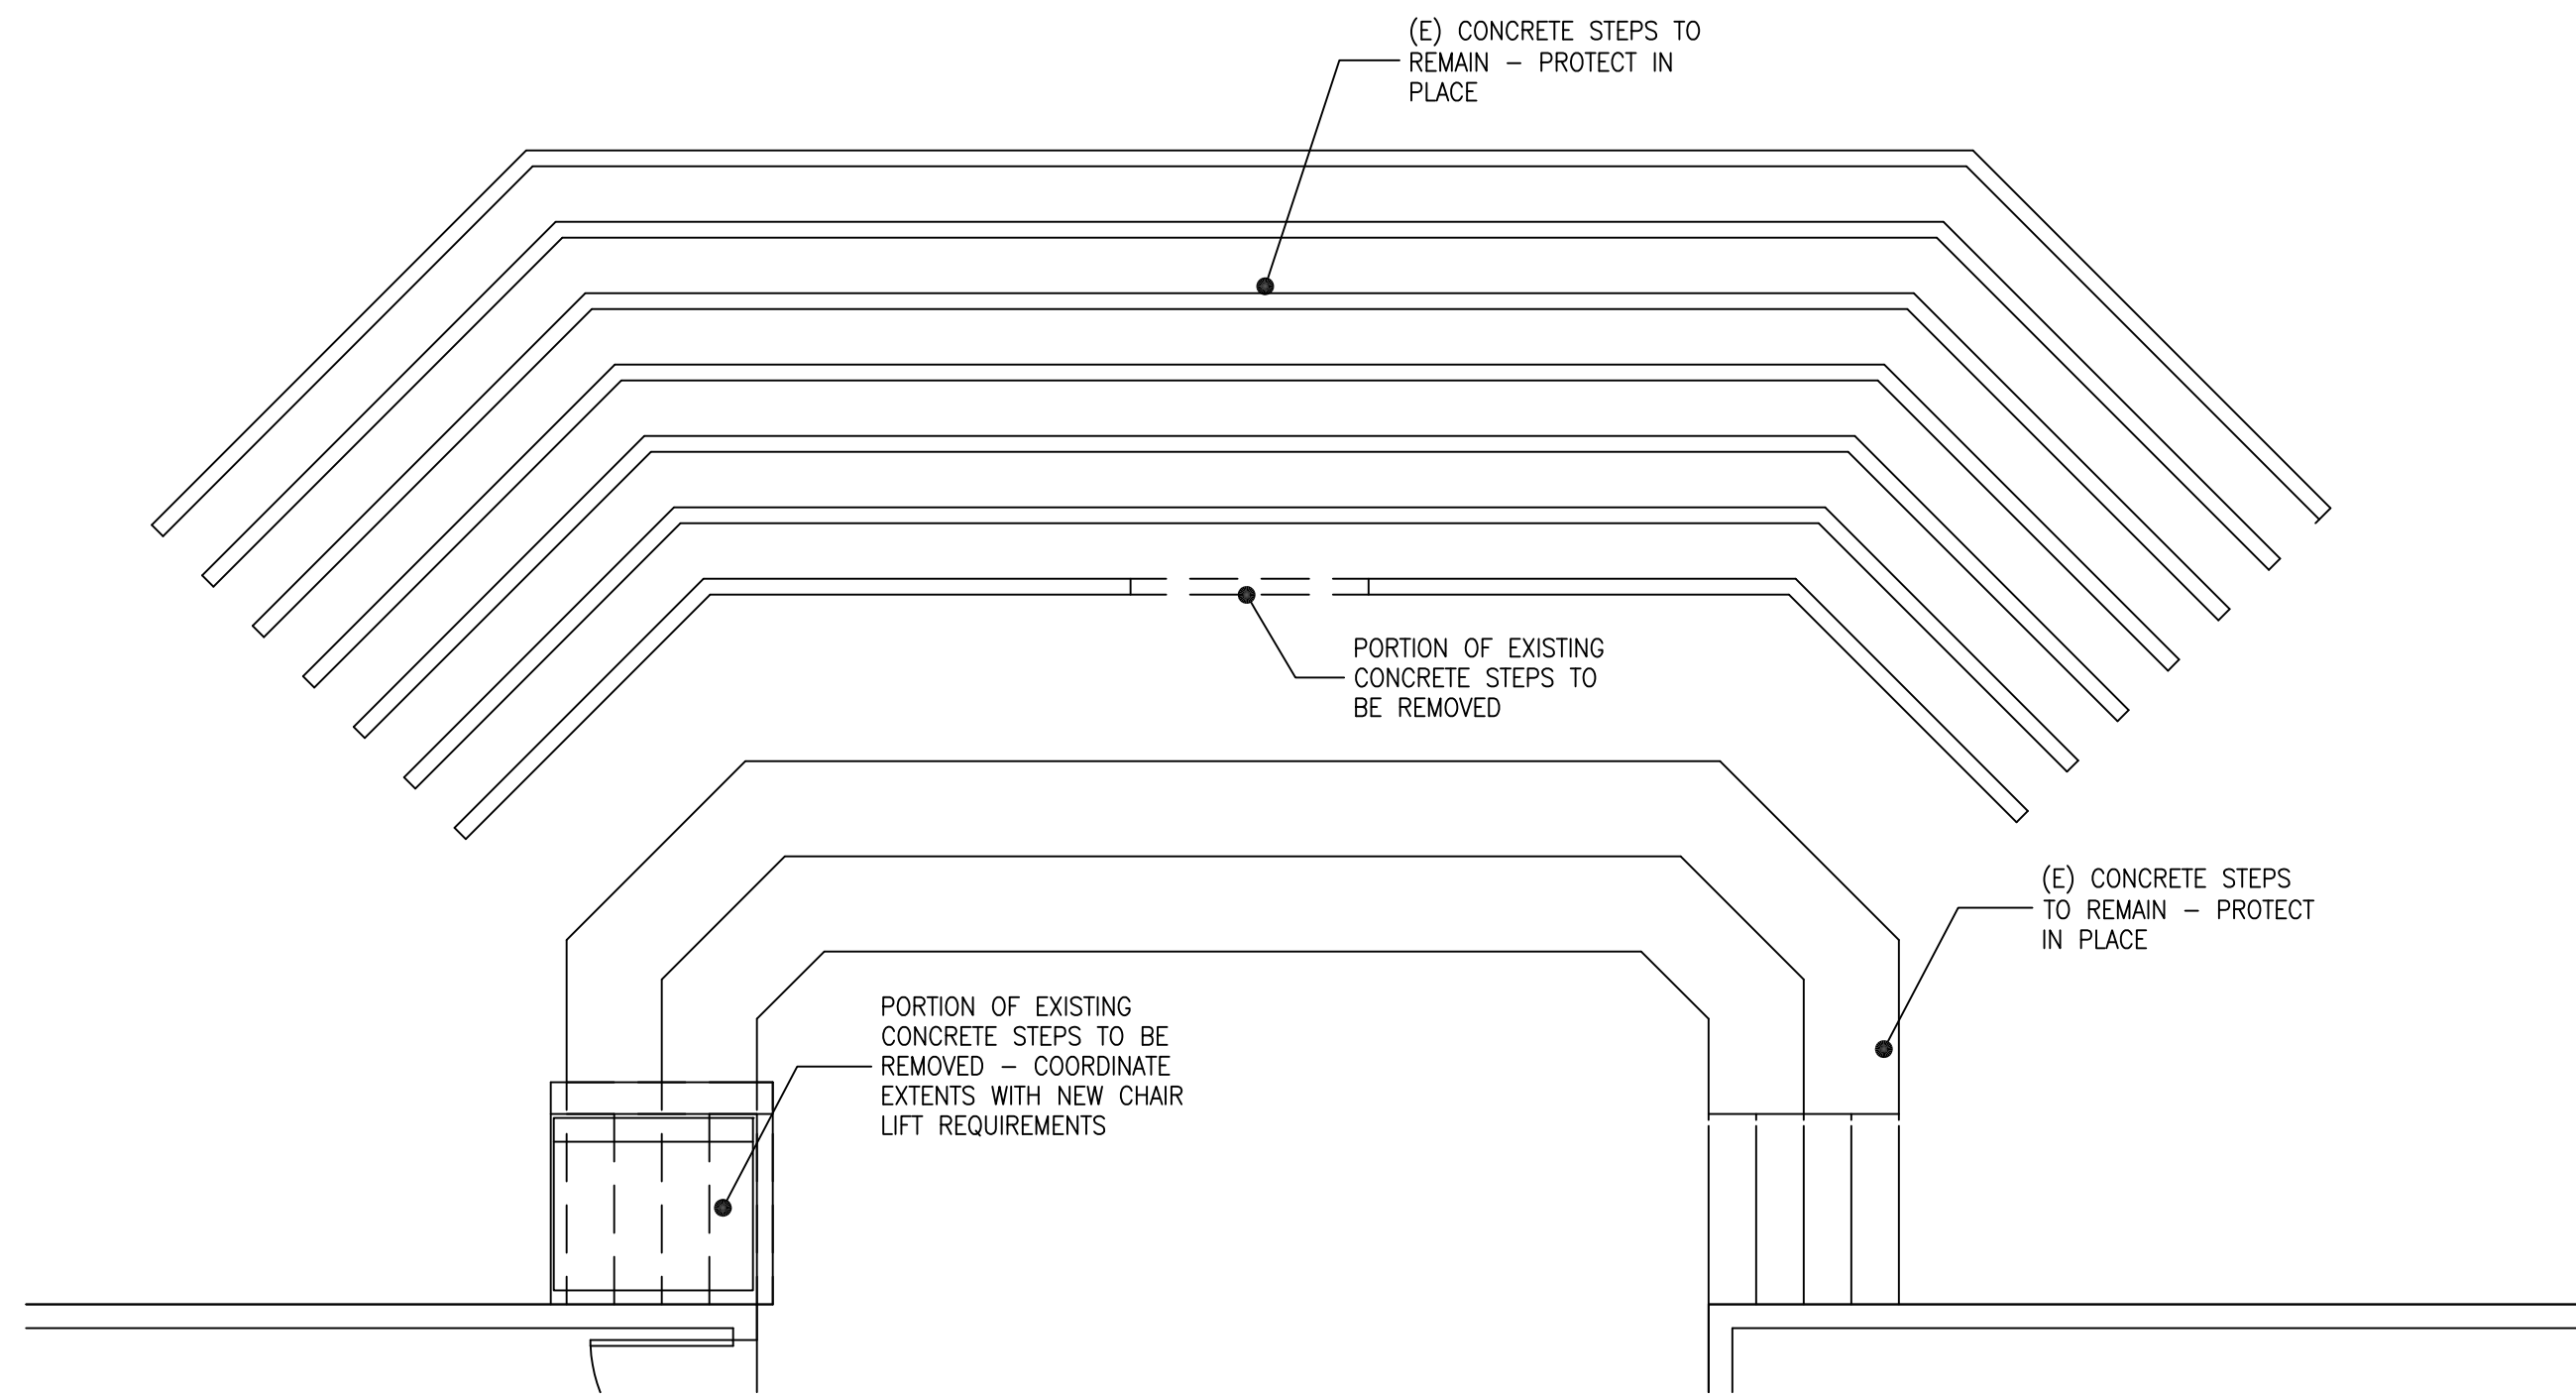 (E) CONCRETE STEPS TO
REMAIN – PROTECT IN
PLACE
PORTION OF EXISTING
CONCRETE STEPS TO
BE REMOVED
(E) CONCRETE STEPS
TO REMAIN – PROTECT
IN PLACE
PORTION OF EXISTING
CONCRETE STEPS TO BE
REMOVED – COORDINATE
EXTENTS WITH NEW CHAIR
LIFT REQUIREMENTS